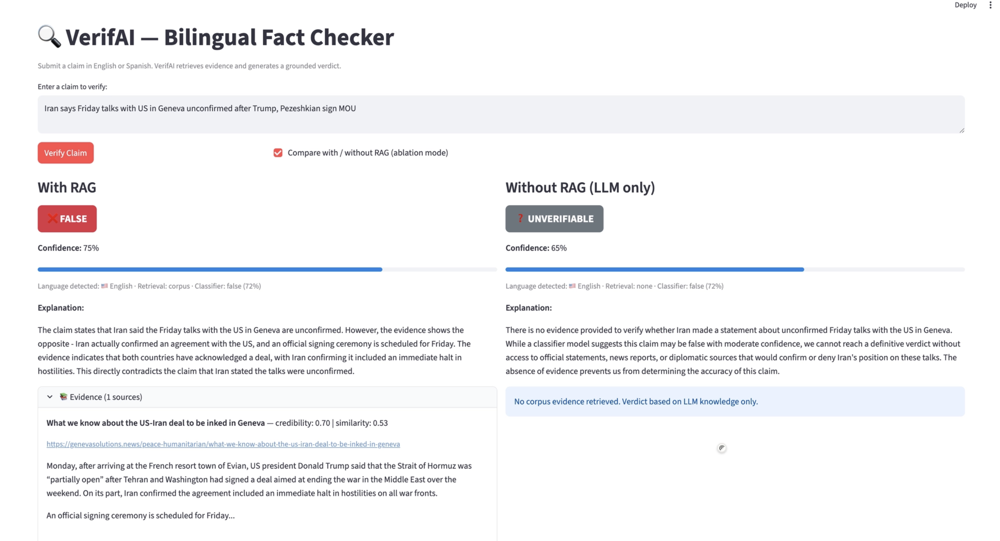 Deploy
VerifAI — Bilingual Fact Checker
Submit a claim in English or Spanish. VerifAI retrieves evidence and generates a grounded verdict.
Enter a claim to verify:
Iran says Friday talks with US in Geneva unconfirmed after Trump, Pezeshkian sign MOU
Verify Claim
Compare with / without RAG (ablation mode)
With RAG
❌ FALSE
Confidence: 75%
Language detected: 🇺🇸 English · Retrieval: corpus · Classifier: false (72%)
Explanation:
The claim states that Iran said the Friday talks with the US in Geneva are unconfirmed. However, the evidence shows the
opposite - Iran actually confirmed an agreement with the US, and an official signing ceremony is scheduled for Friday. The
evidence indicates that both countries have acknowledged a deal, with Iran confirming it included an immediate halt in
hostilities. This directly contradicts the claim that Iran stated the talks were unconfirmed.
Evidence (1 sources)
What we know about the US-Iran deal to be inked in Geneva — credibility: 0.70 | similarity: 0.53
https://genevasolutions.news/peace-humanitarian/what-we-know-about-the-us-iran-deal-to-be-inked-in-geneva
Monday, after arriving at the French resort town of Evian, US president Donald Trump said that the Strait of Hormuz was
“partially open” after Tehran and Washington had signed a deal aimed at ending the war in the Middle East over the
weekend. On its part, Iran confirmed the agreement included an immediate halt in hostilities on all war fronts.
An official signing ceremony is scheduled for Friday...
Without RAG (LLM only)
❓ UNVERIFIABLE
Confidence: 65%
Language detected: 🇺🇸 English · Retrieval: none · Classifier: false (72%)
Explanation:
There is no evidence provided to verify whether Iran made a statement about unconfirmed Friday talks with the US in Geneva.
While a classifier model suggests this claim may be false with moderate confidence, we cannot reach a definitive verdict without
access to official statements, news reports, or diplomatic sources that would confirm or deny Iran's position on these talks. The
absence of evidence prevents us from determining the accuracy of this claim.
No corpus evidence retrieved. Verdict based on LLM knowledge only.